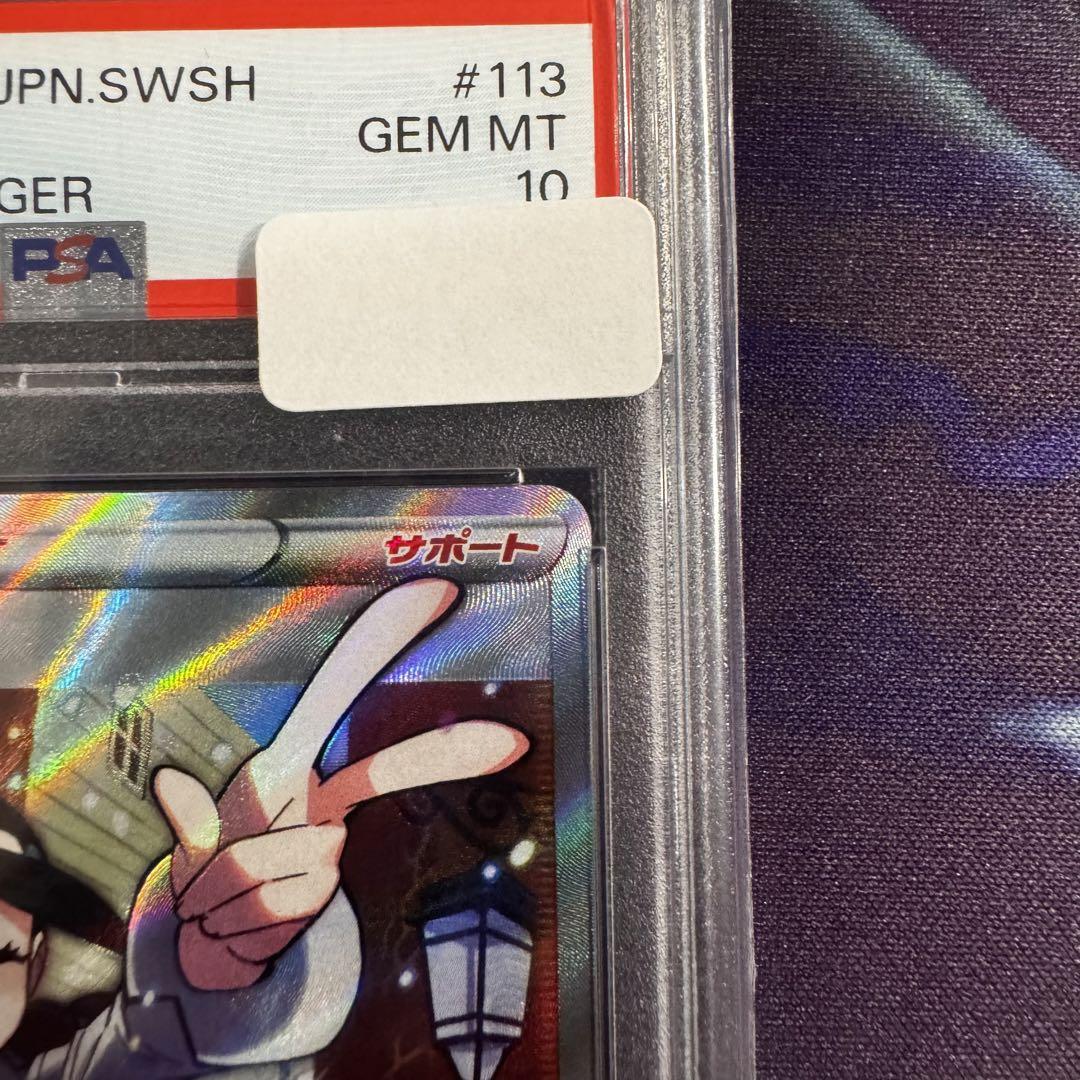 JPN.SWSH #113
GEM MT
GER 10
PSA
サポート